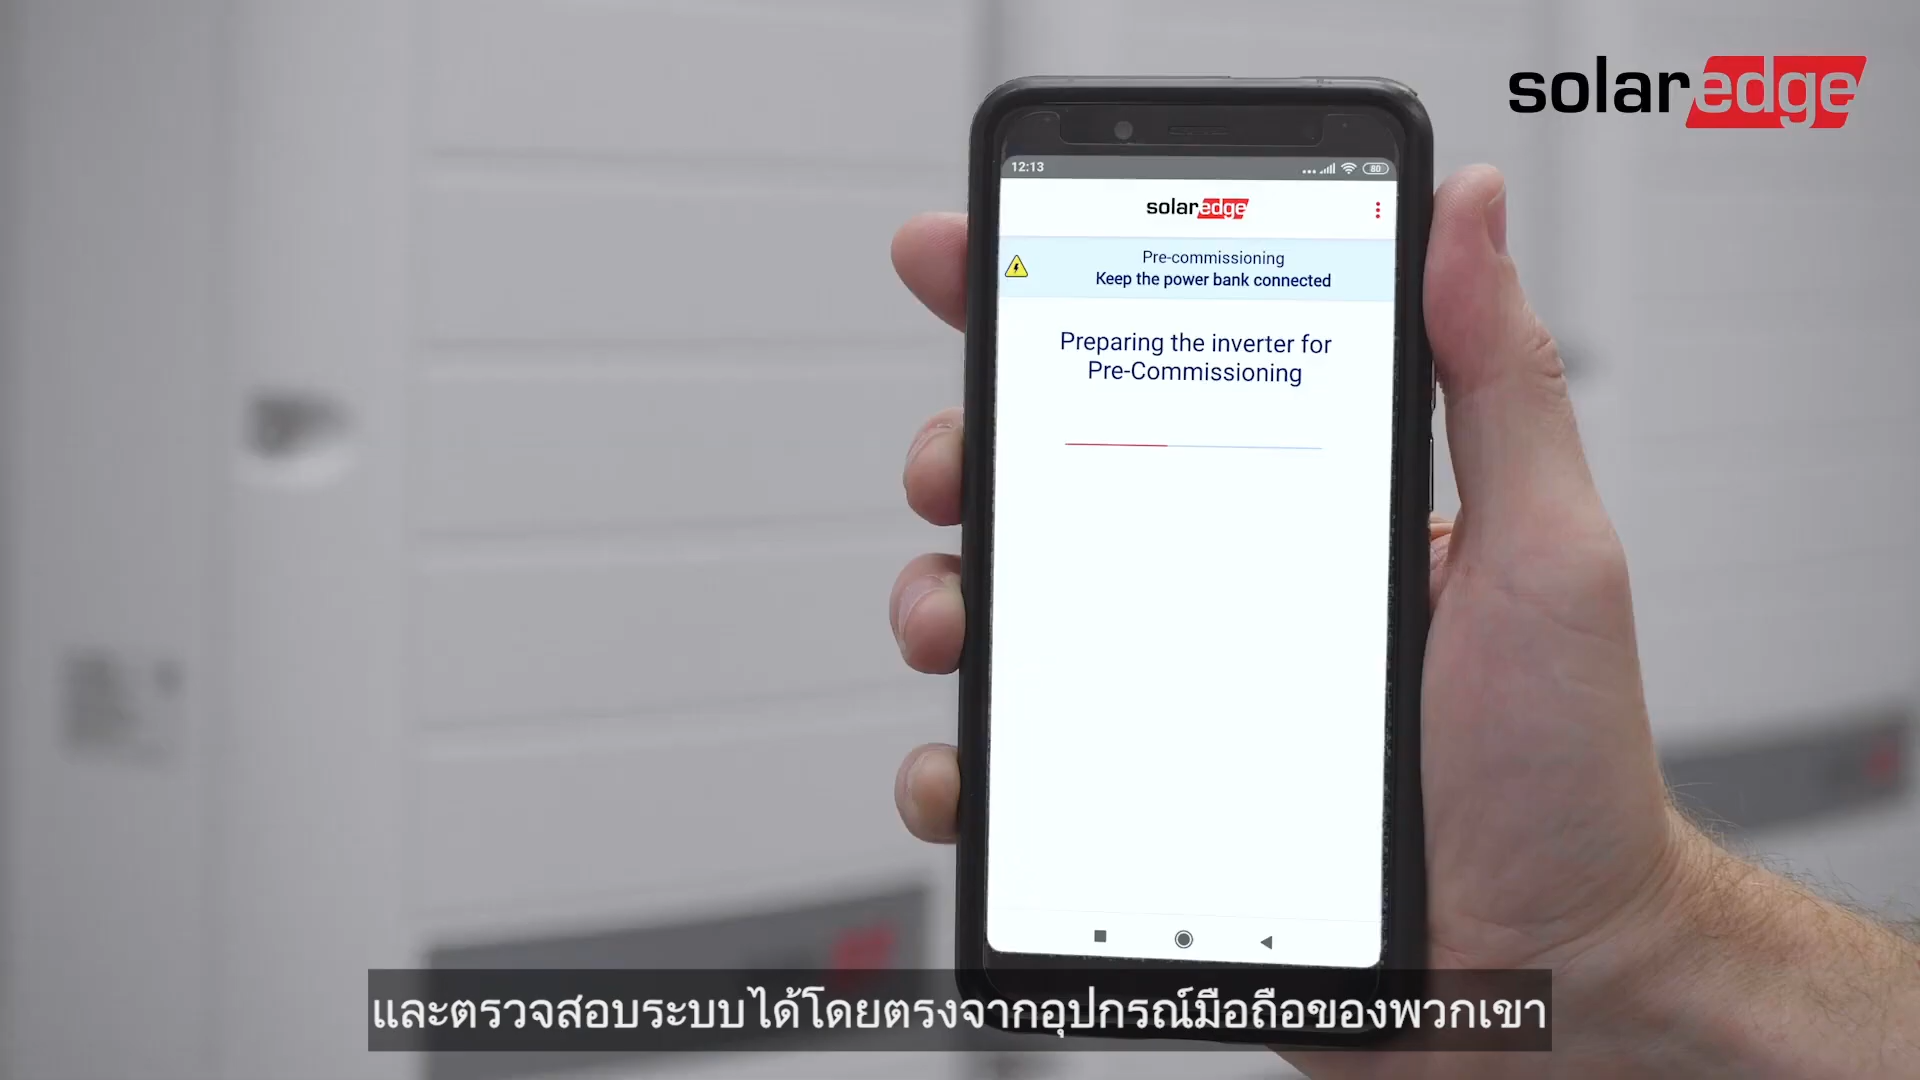 solaredge
12:13
80
solaredge
Pre-commissioning
Keep the power bank connected
Preparing the inverter for
Pre-Commissioning
และตรวจสอบระบบได้โดยตรงจากอุปกรณ์มือถือของพวกเขา